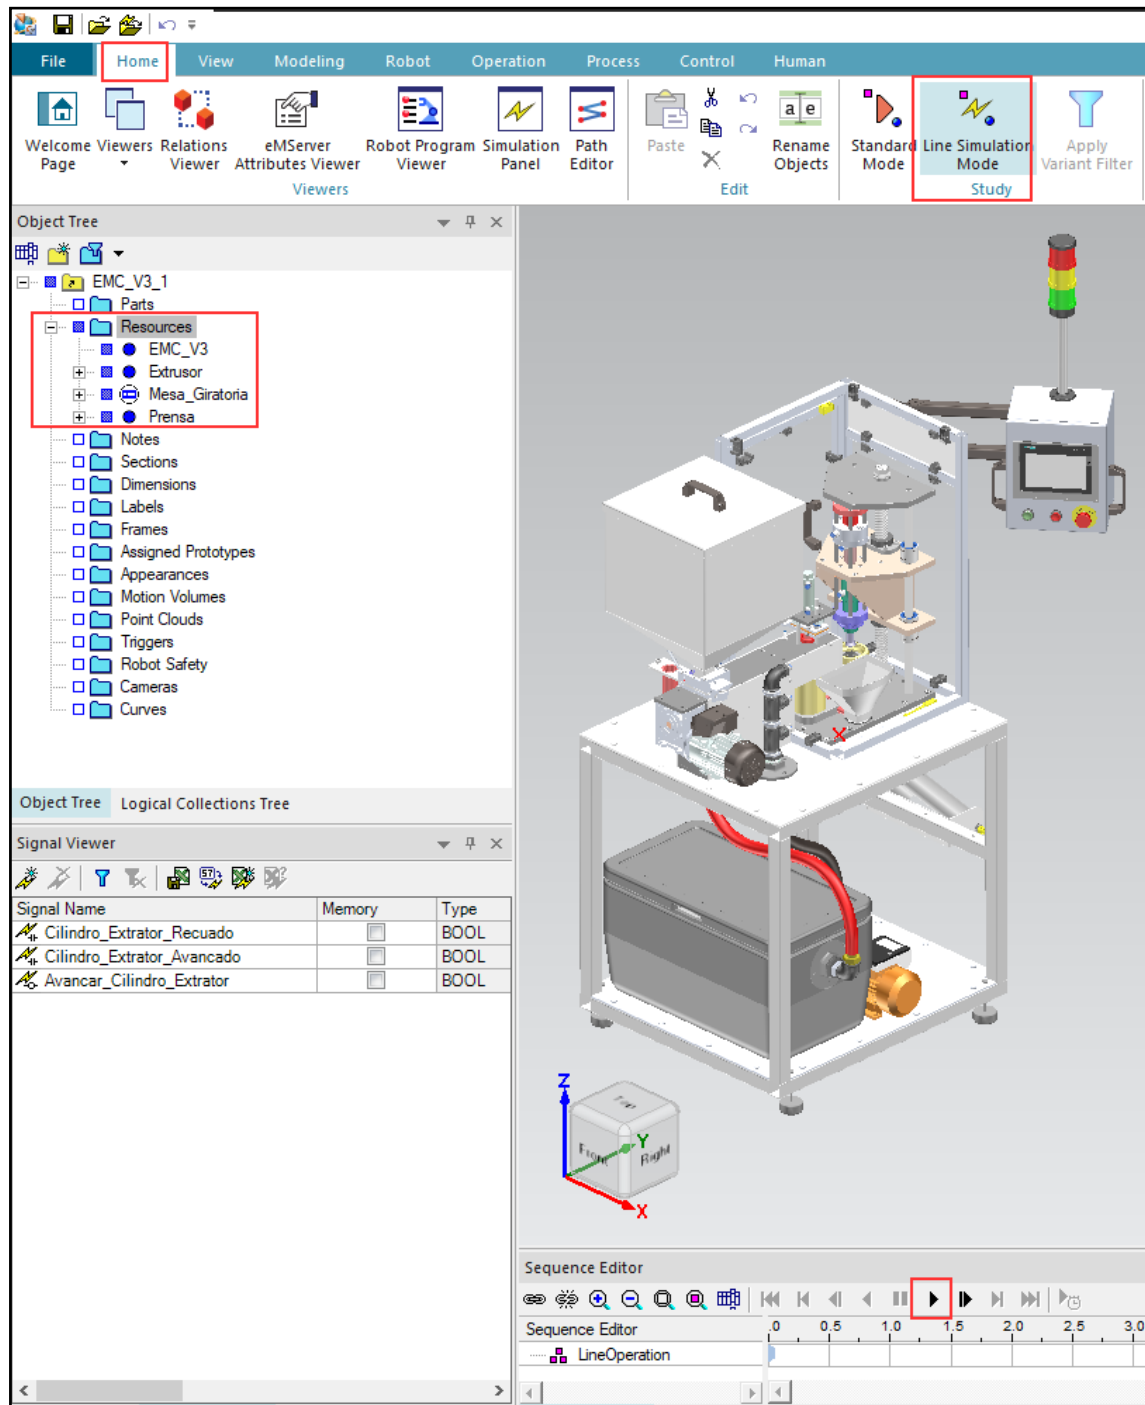 File Home View Modeling Robot Operation Process Control Human
Welcome Page Viewers Relations Viewer eMServer Attributes Viewer Robot Program Viewer Simulation Panel Path Editor Paste Rename Objects Standard Mode Line Simulation Mode Apply Variant Filter
Viewers Edit Study
Object Tree
EMC_V3_1
Parts
Resources
EMC_V3
Extrusor
Mesa_Giratoria
Prensa
Notes
Sections
Dimensions
Labels
Frames
Assigned Prototypes
Appearances
Motion Volumes
Point Clouds
Triggers
Robot Safety
Cameras
Curves
Object Tree Logical Collections Tree
Signal Viewer
Signal Name Memory Type
Cilindro_Extrator_Recuado BOOL
Cilindro_Extrator_Avancado BOOL
Avancar_Cilindro_Extrator BOOL
Z
Top
Y
Front Right
X
Sequence Editor
Sequence Editor .0 0.5 1.0 1.5 2.0 2.5 3.0
LineOperation